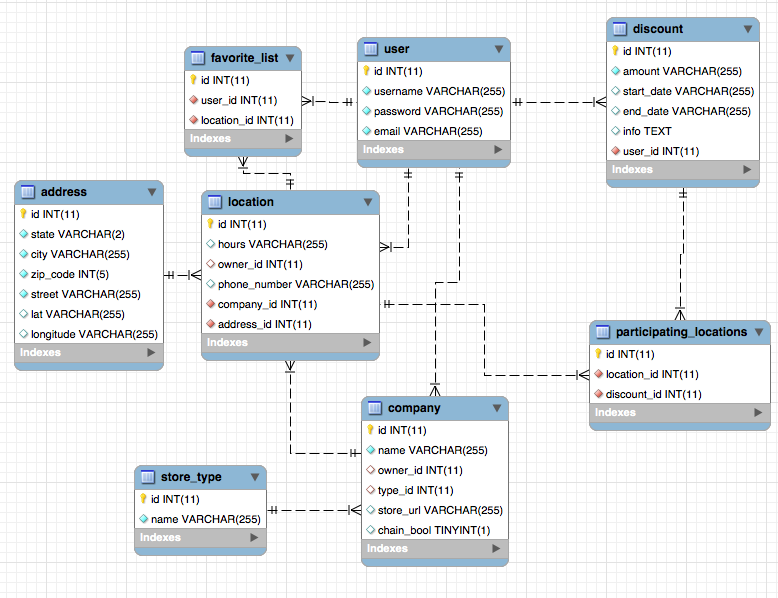 favorite_list
id INT(11)
user_id INT(11)
location_id INT(11)
Indexes
user
id INT(11)
username VARCHAR(255)
password VARCHAR(255)
email VARCHAR(255)
Indexes
discount
id INT(11)
amount VARCHAR(255)
start_date VARCHAR(255)
end_date VARCHAR(255)
info TEXT
user_id INT(11)
Indexes
address
id INT(11)
state VARCHAR(2)
city VARCHAR(255)
zip_code INT(5)
street VARCHAR(255)
lat VARCHAR(255)
longitude VARCHAR(255)
Indexes
location
id INT(11)
hours VARCHAR(255)
owner_id INT(11)
phone_number VARCHAR(255)
company_id INT(11)
address_id INT(11)
Indexes
participating_locations
id INT(11)
location_id INT(11)
discount_id INT(11)
Indexes
company
id INT(11)
name VARCHAR(255)
owner_id INT(11)
type_id INT(11)
store_url VARCHAR(255)
chain_bool TINYINT(1)
Indexes
store_type
id INT(11)
name VARCHAR(255)
Indexes